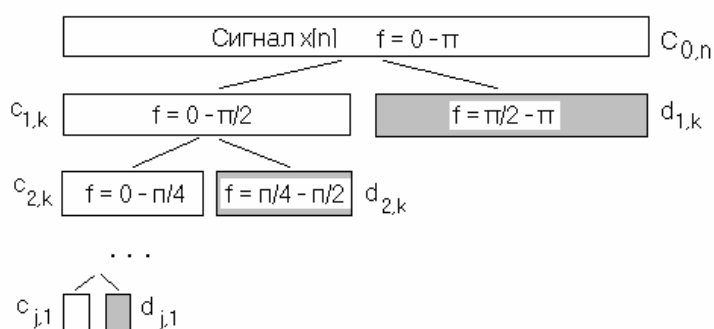 Сигнал x[n] f = 0 - π C0,n
c1,k f = 0 - π/2 f = π/2 - π d1,k
c2,k f = 0 - п/4 f = п/4 - п/2 d2,k
. . .
cj,1 dj,1